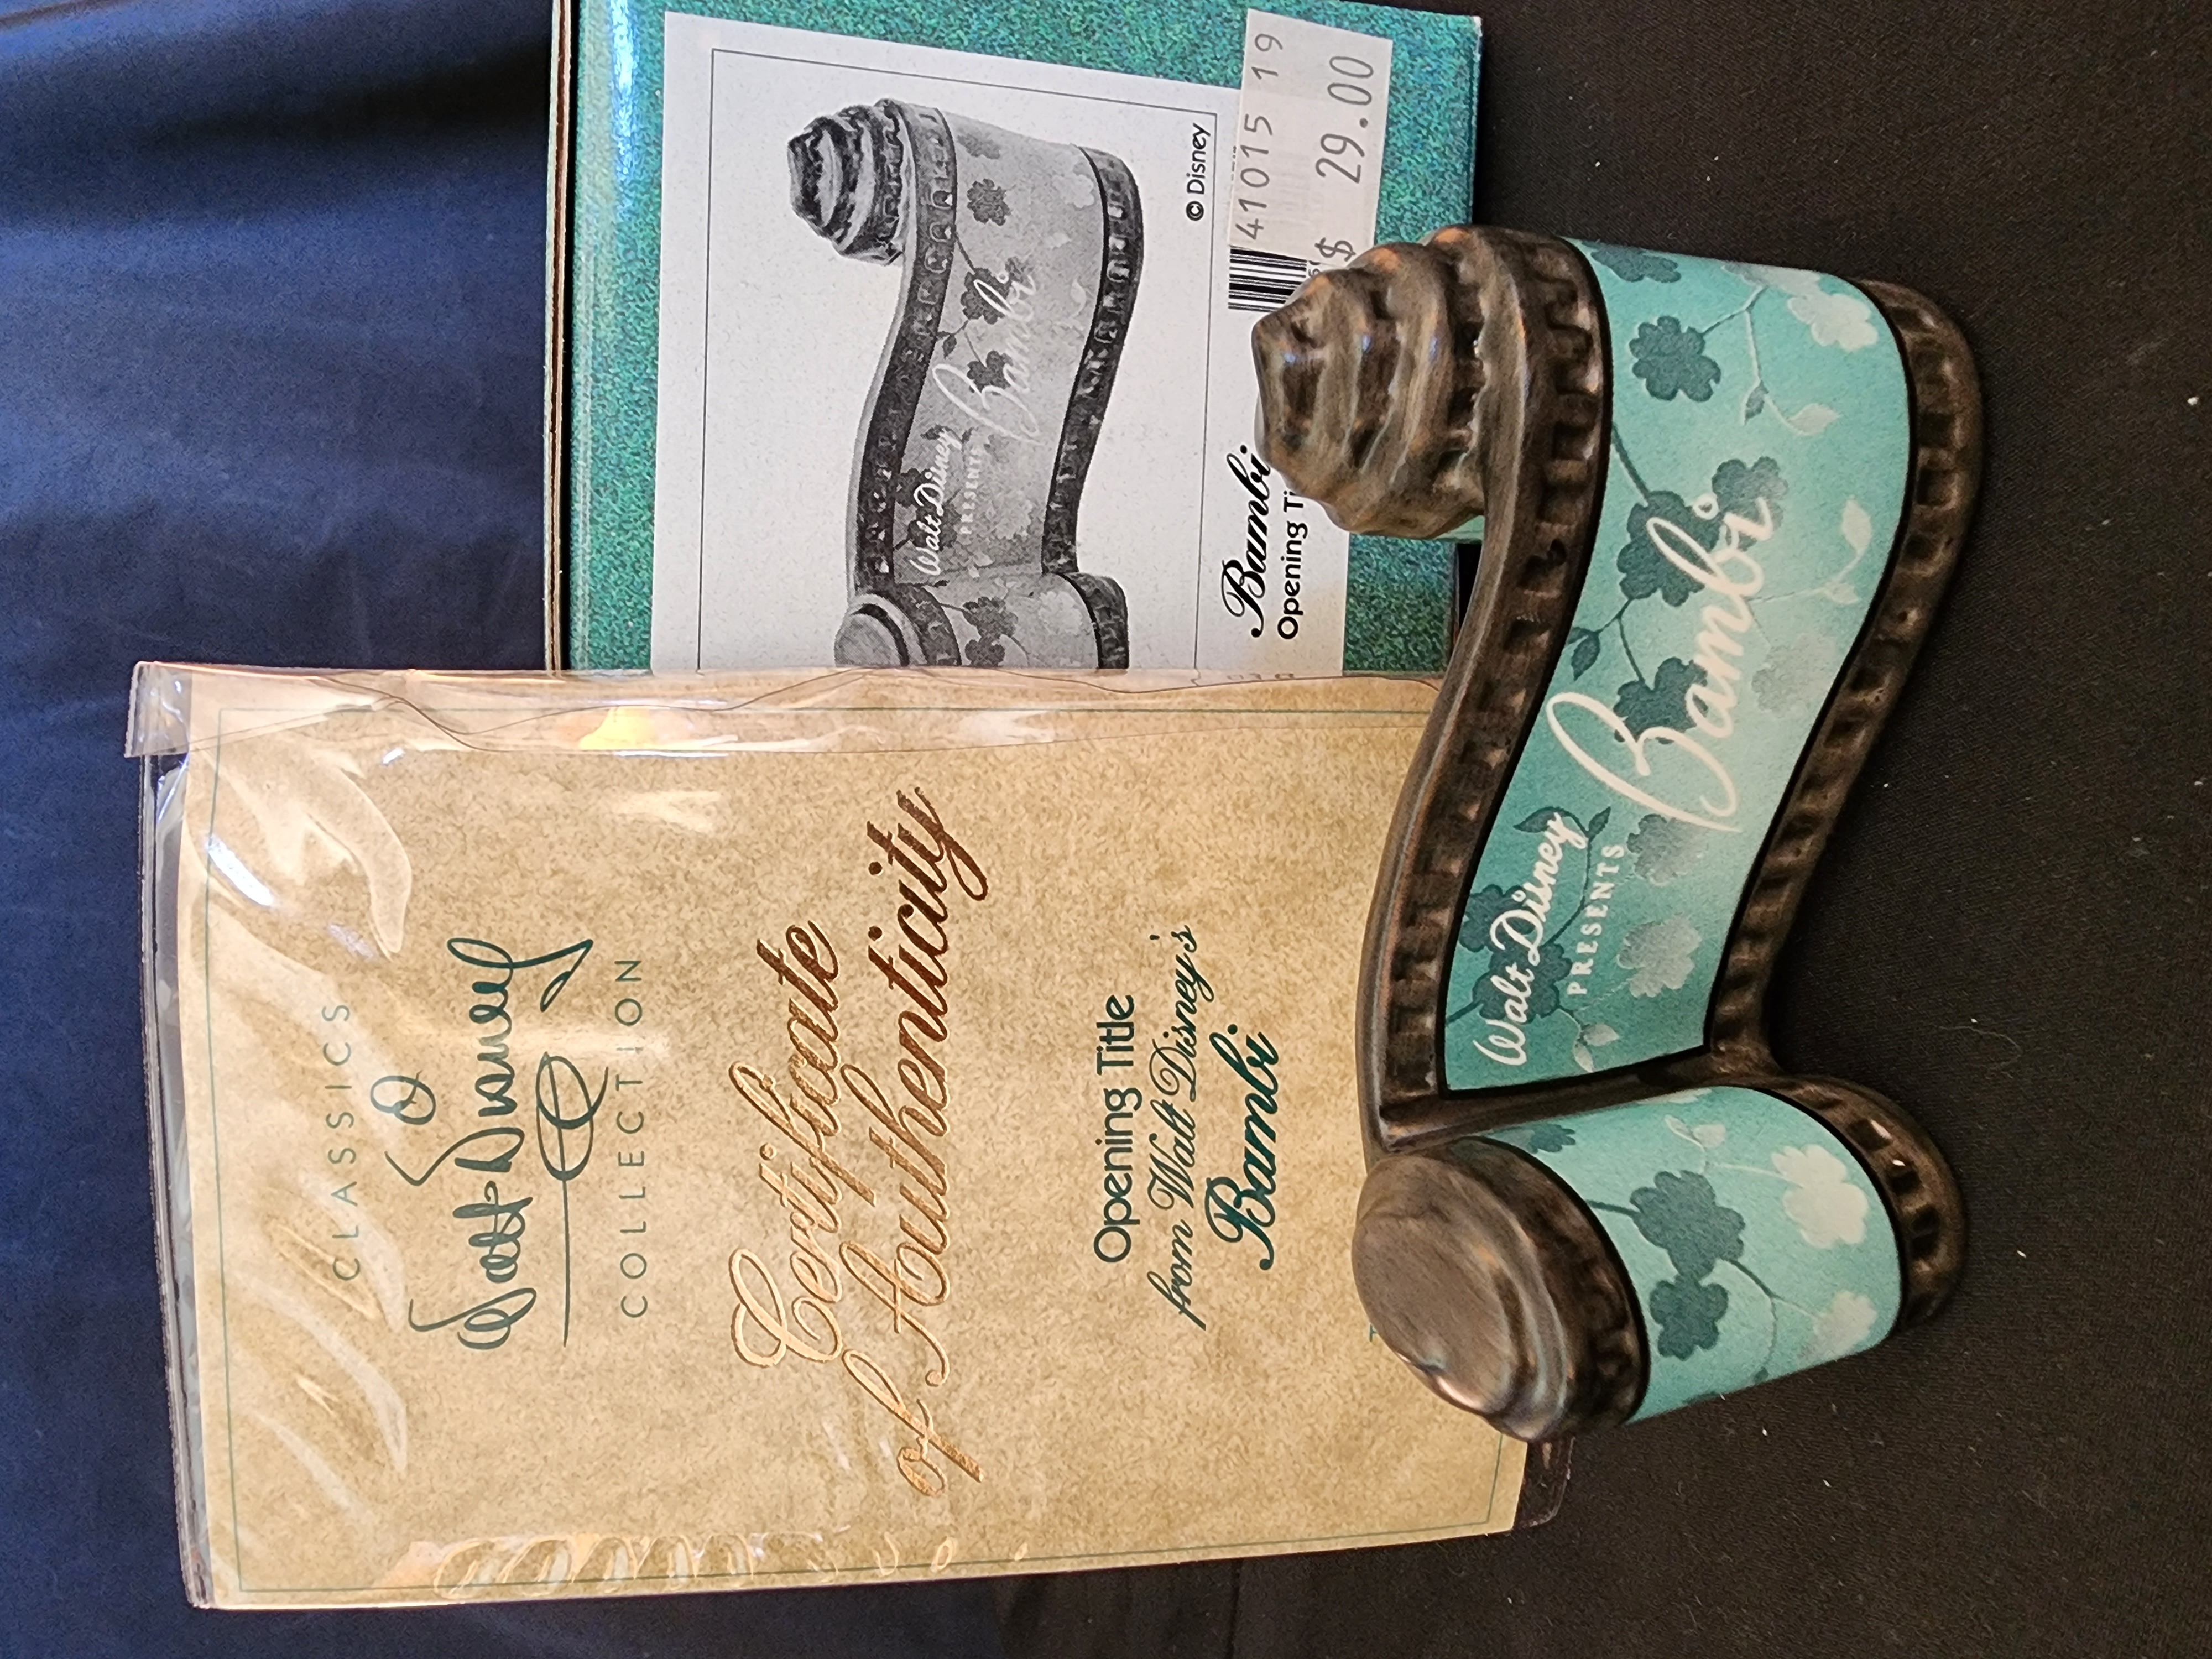 CLASSICS
Walt Disney
COLLECTION
Certificate
of Authenticity
Opening Title
from Walt Disney's
Bambi
Walt Disney
PRESENTS
Bambi
© Disney
Bambi
Opening
41015 19
$ 29.00
Walt Disney
PRESENTS
Bambi